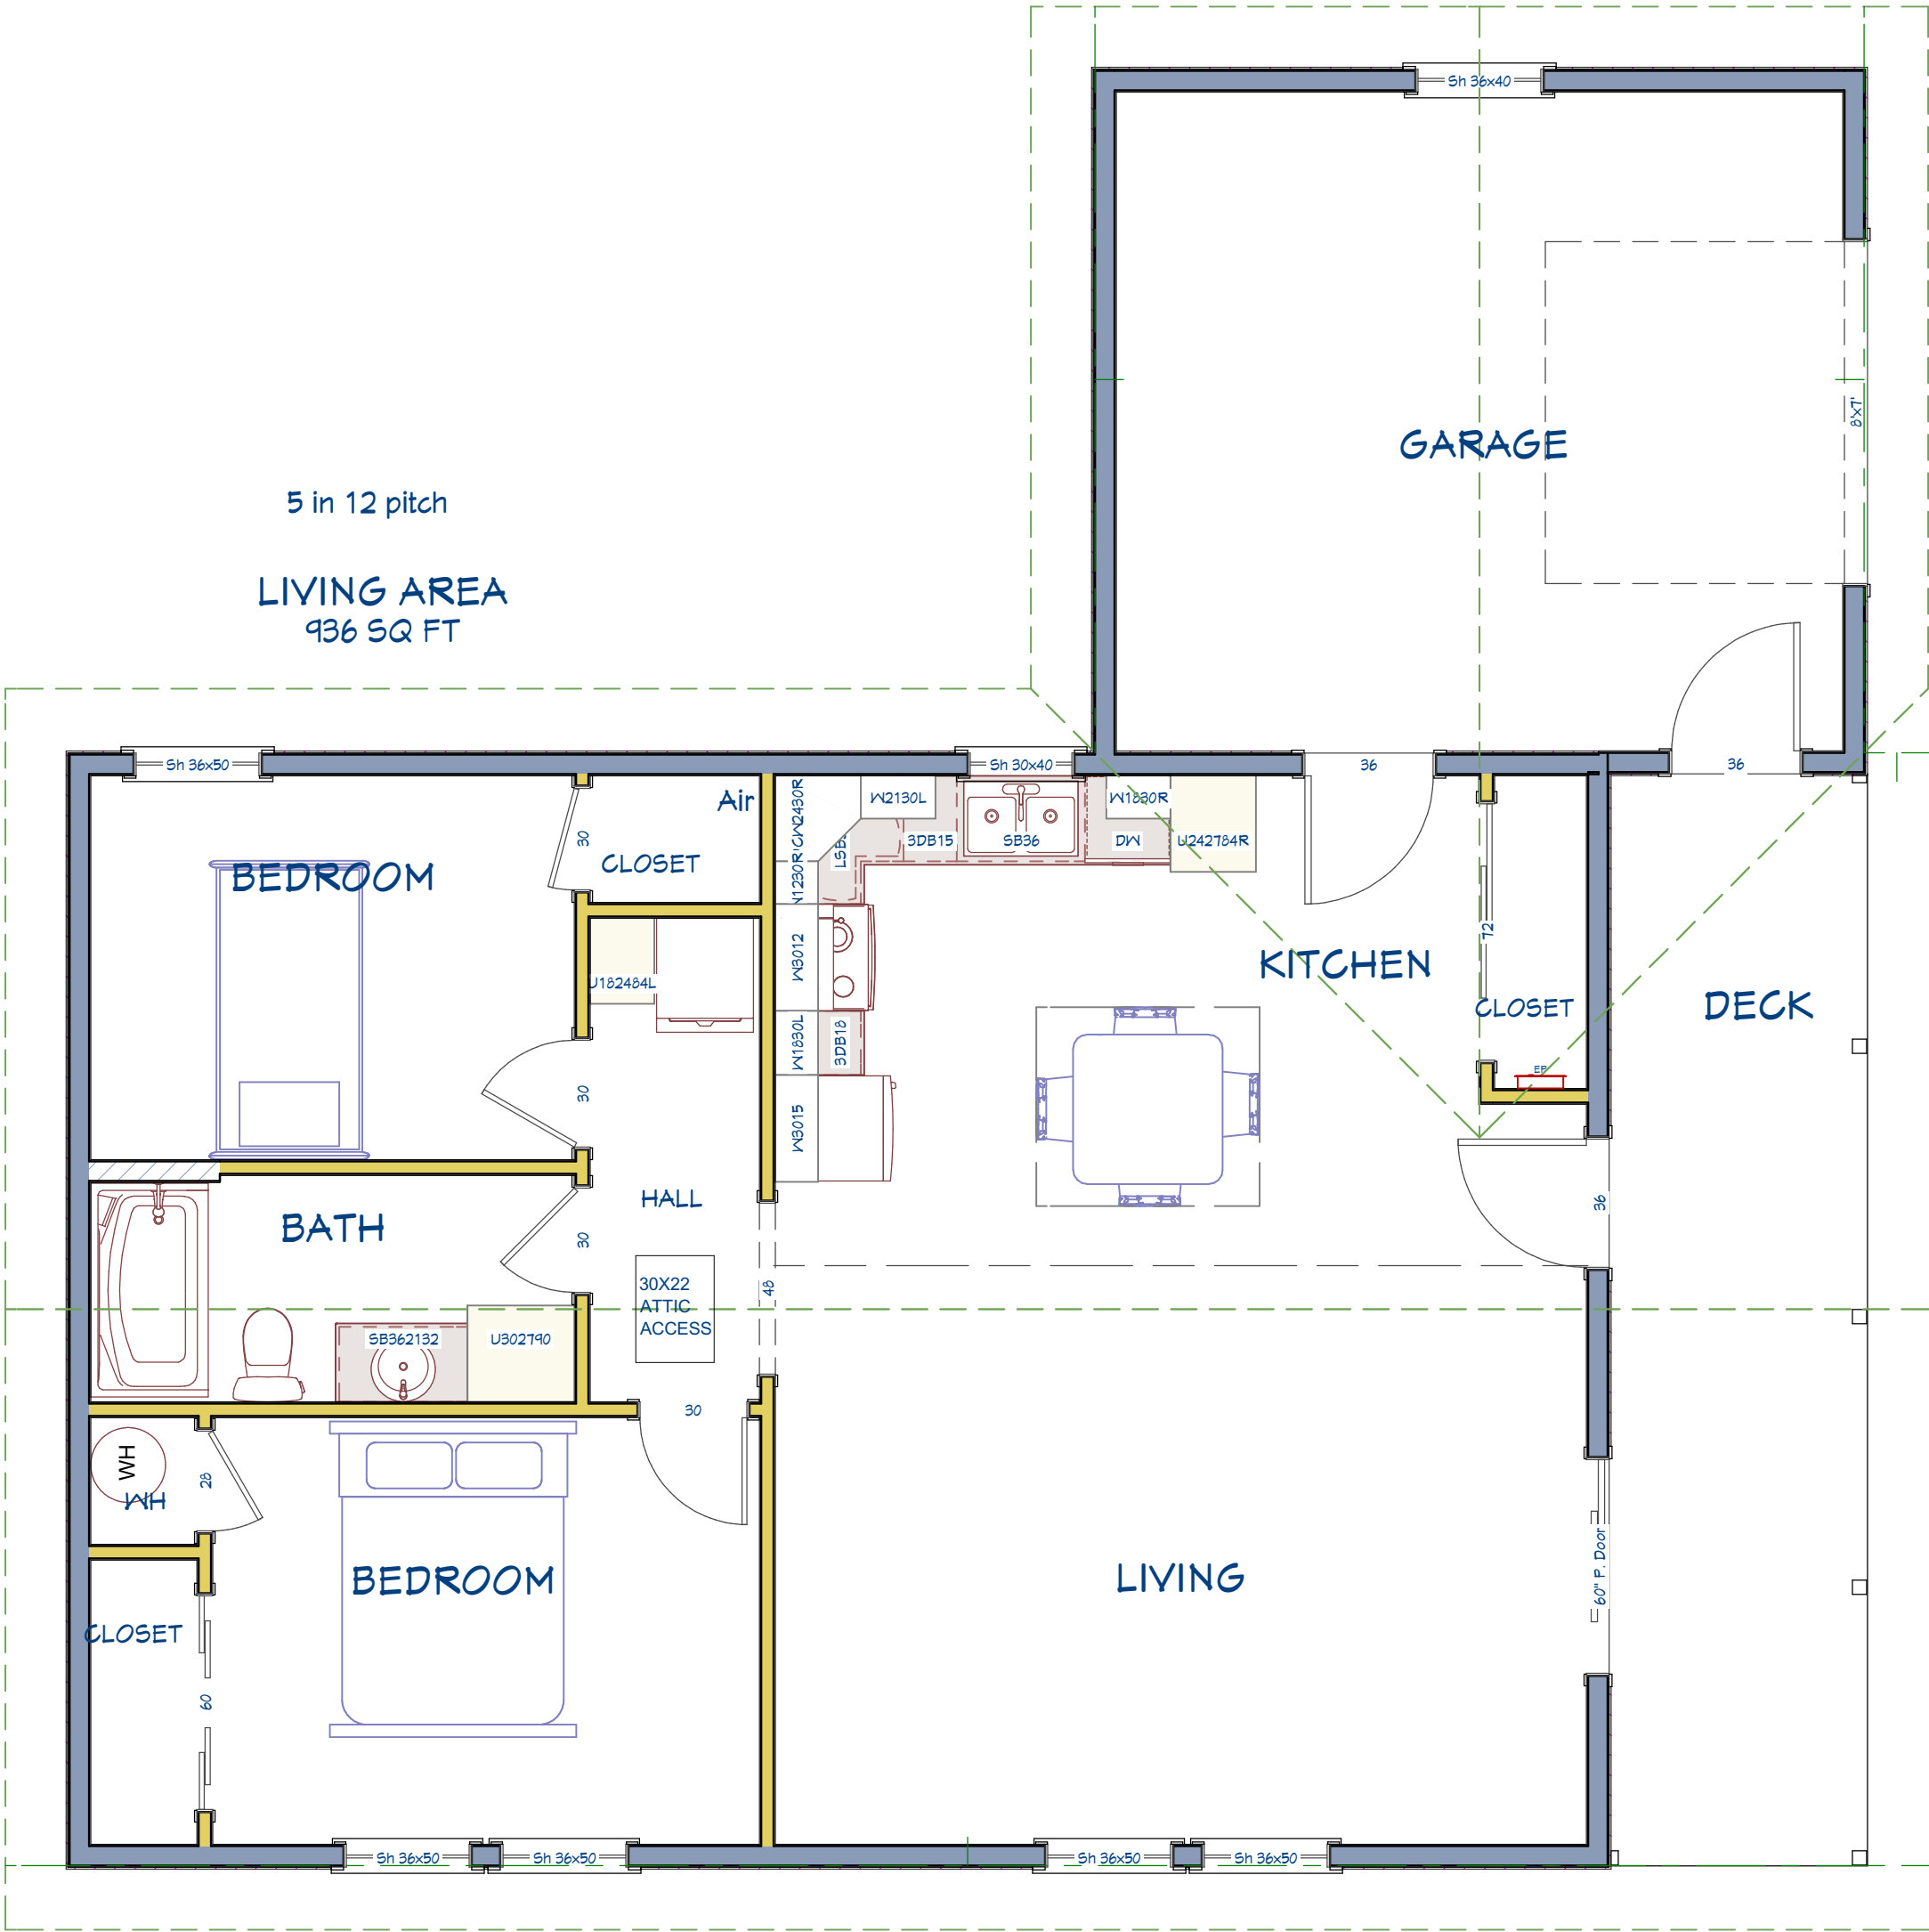 Sh 36x40
8'x7'
GARAGE
5 in 12 pitch
LIVING AREA
936 SQ FT
Sh 36x50
Sh 30x40
36
36
Air
30
CLOSET
BEDROOM
W2130L
W1830R
3DB15
SB36
DW
U242784R
W3012
U182484L
W1830L
3DB18
W3015
KITCHEN
72
CLOSET
DECK
EP
30
HALL
BATH
30
36
30X22
ATTIC
ACCESS
48
SB362132
U302790
30
WH
WH
28
BEDROOM
LIVING
60" P. Door
CLOSET
60
Sh 36x50
Sh 36x50
Sh 36x50
Sh 36x50